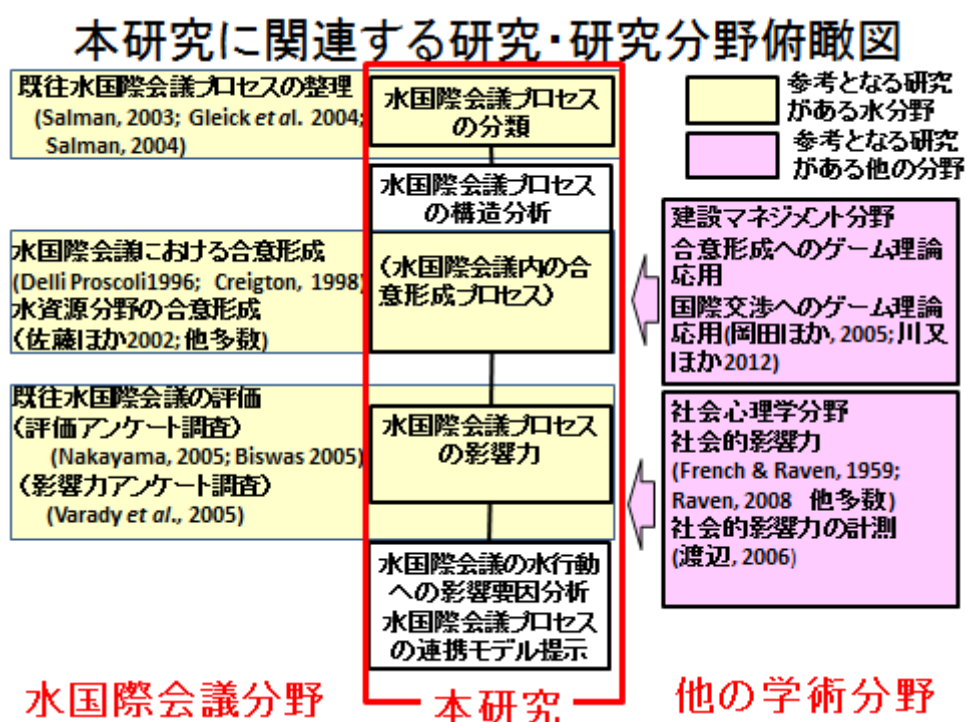 本研究に関連する研究・研究分野俯瞰図
既往水国際会議プロセスの整理
(Salman, 2003; Gleick et al. 2004;
Salman, 2004)
水国際会議プロセス
の分類
参考となる研究
がある水分野
参考となる研究
がある他の分野
水国際会議プロセス
の構造分析
水国際会議における合意形成
(Delli Proscoli1996; Creigton, 1998)
水資源分野の合意形成
(佐藤ほか2002;他多数)
(水国際会議内の合
意形成プロセス)
建設マネジメント分野
合意形成へのゲーム理論
応用
国際交渉へのゲーム理論
応用(岡田ほか, 2005;川又
ほか2012)
既往水国際会議の評価
(評価アンケート調査)
(Nakayama, 2005; Biswas 2005)
(影響力アンケート調査)
(Varady et al., 2005)
水国際会議プロセス
の影響力
社会心理学分野
社会的影響力
(French & Raven, 1959;
Raven, 2008 他多数)
社会的影響力の計測
(渡辺, 2006)
水国際会議の水行動
への影響要因分析
水国際会議プロセス
の連携モデル提示
水国際会議分野
本研究
他の学術分野